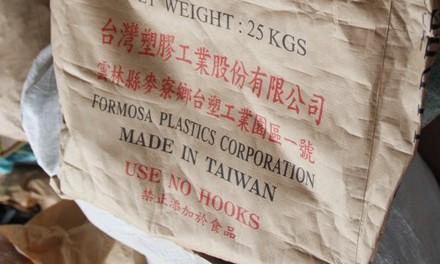 WEIGHT : 25 KGS
台灣塑膠工業股份有限公司
雲林縣麥寮鄉台塑工業園區一號
FORMOSA PLASTICS CORPORATION
MADE IN TAIWAN
USE NO HOOKS
禁止添加於食品